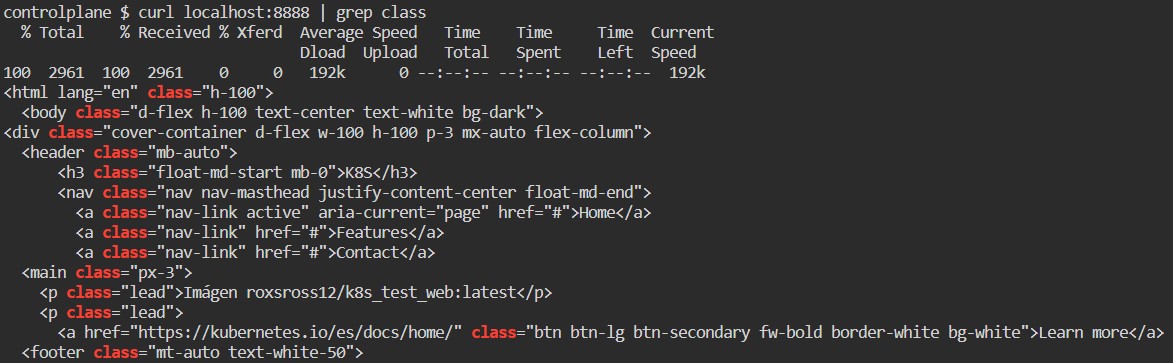 controlplane $ curl localhost:8888 | grep class
  % Total    % Received % Xferd  Average Speed   Time    Time     Time  Current
                                 Dload  Upload   Total   Spent    Left  Speed
100  2961  100  2961    0     0   192k      0 --:--:-- --:--:-- --:--:--  192k
<html lang="en" class="h-100">
  <body class="d-flex h-100 text-center text-white bg-dark">
<div class="cover-container d-flex w-100 h-100 p-3 mx-auto flex-column">
  <header class="mb-auto">
      <h3 class="float-md-start mb-0">K8S</h3>
      <nav class="nav nav-masthead justify-content-center float-md-end">
        <a class="nav-link active" aria-current="page" href="#">Home</a>
        <a class="nav-link" href="#">Features</a>
        <a class="nav-link" href="#">Contact</a>
  <main class="px-3">
    <p class="lead">Imágen roxsross12/k8s_test_web:latest</p>
    <p class="lead">
      <a href="https://kubernetes.io/es/docs/home/" class="btn btn-lg btn-secondary fw-bold border-white bg-white">Learn more</a>
  <footer class="mt-auto text-white-50">